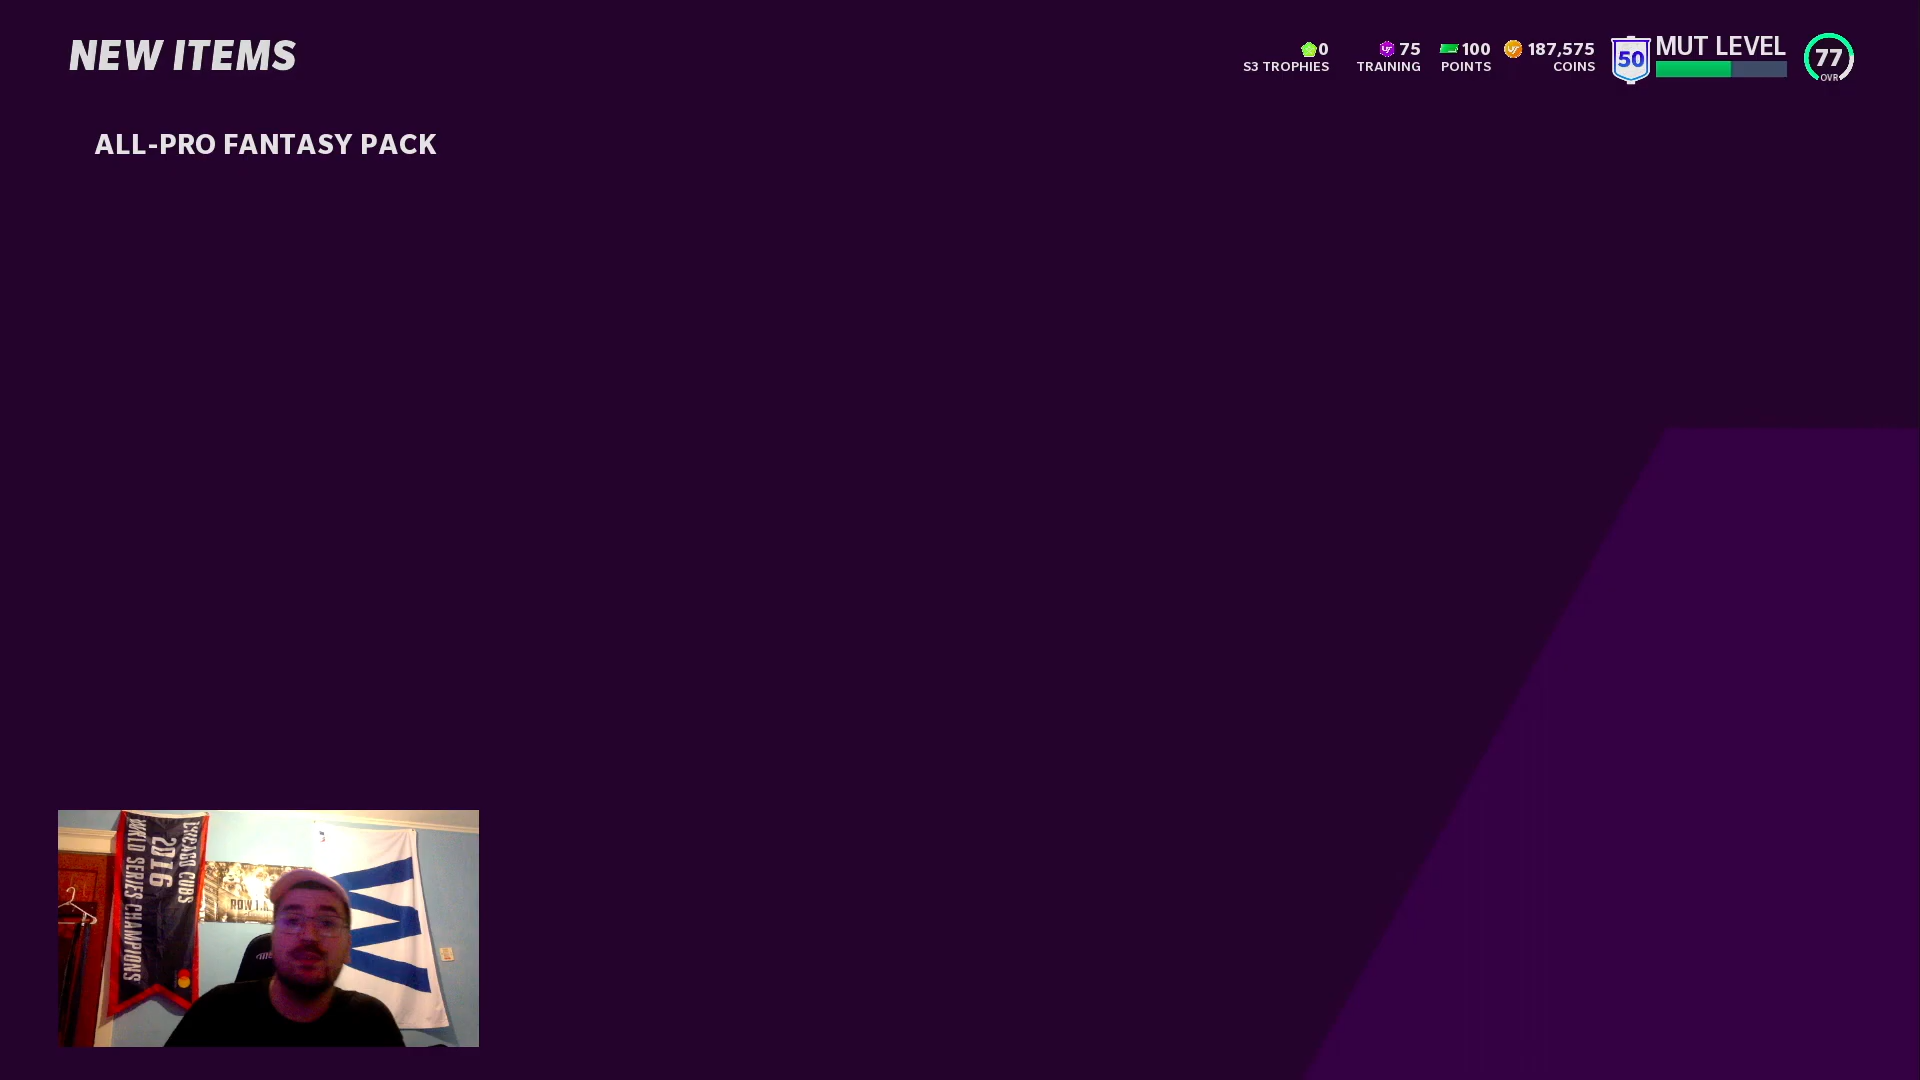 NEW ITEMS
0
S3 TROPHIES
75
TRAINING
100
POINTS
187,575
COINS
50
MUT LEVEL
77
OVR
ALL-PRO FANTASY PACK
CHICAGO CUBS
2016
WORLD SERIES CHAMPIONS
W